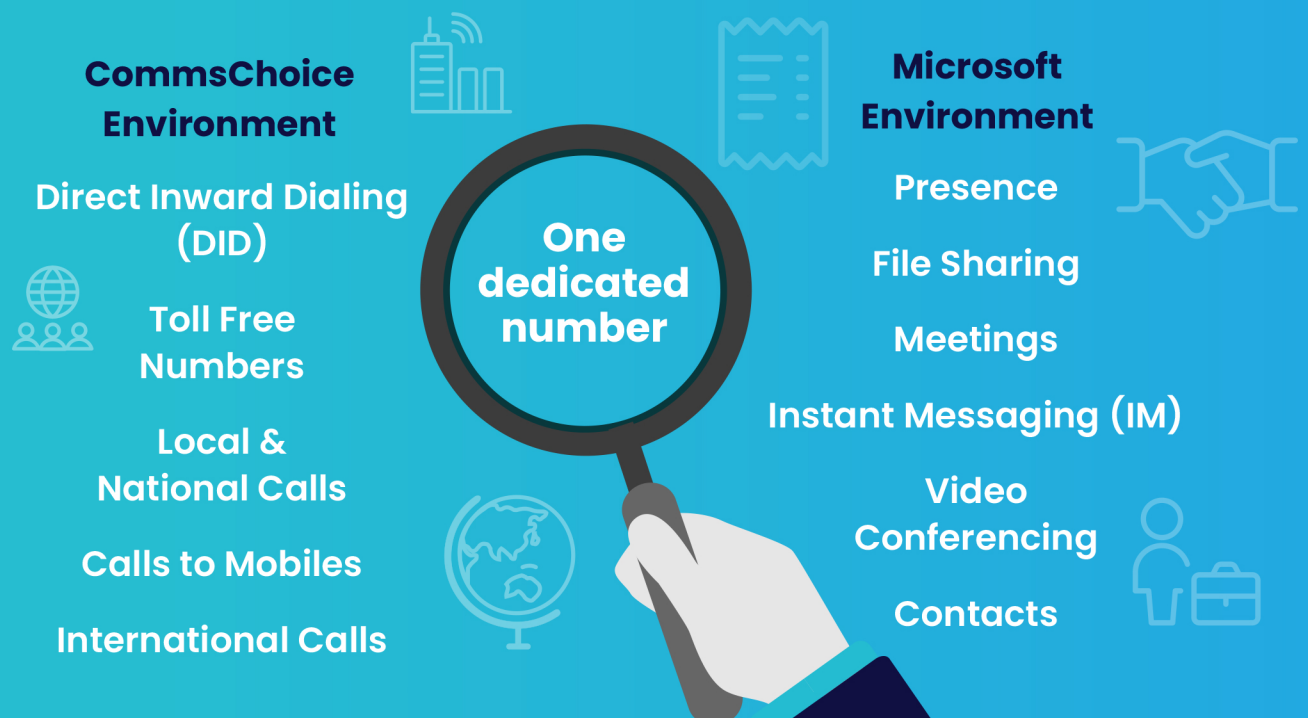 CommsChoice
Environment
Direct Inward Dialing
(DID)
Toll Free
Numbers
Local &
National Calls
Calls to Mobiles
International Calls
One
dedicated
number
Microsoft
Environment
Presence
File Sharing
Meetings
Instant Messaging (IM)
Video
Conferencing
Contacts